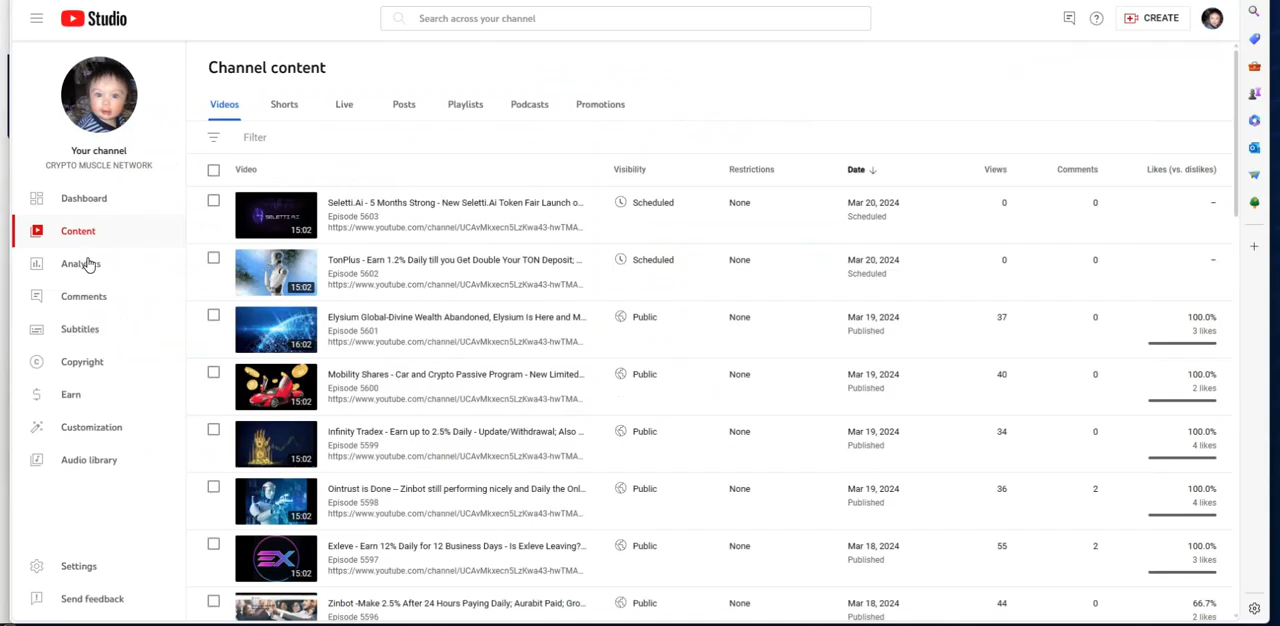 Studio
Search across your channel
CREATE
Your channel
CRYPTO MUSCLE NETWORK
Dashboard
Content
Analytics
Comments
Subtitles
Copyright
Earn
Customization
Audio library
Settings
Send feedback
Channel content
Videos Shorts Live Posts Playlists Podcasts Promotions
Filter
Video Visibility Restrictions Date Views Comments Likes (vs. dislikes)
SELETTI.AI
15:02
Seletti.Ai - 5 Months Strong - New Seletti.Ai Token Fair Launch o...
Episode 5603
https://www.youtube.com/channel/UCAvMkxecn5LzKwa43-hwTMA...
Scheduled None Mar 20, 2024 0 0 –
Scheduled
15:02
TonPlus - Earn 1.2% Daily till you Get Double Your TON Deposit; ...
Episode 5602
https://www.youtube.com/channel/UCAvMkxecn5LzKwa43-hwTMA...
Scheduled None Mar 20, 2024 0 0 –
Scheduled
16:02
Elysium Global-Divine Wealth Abandoned, Elysium Is Here and M...
Episode 5601
https://www.youtube.com/channel/UCAvMkxecn5LzKwa43-hwTMA...
Public None Mar 19, 2024 37 0 100.0%
Published 3 likes
15:02
Mobility Shares - Car and Crypto Passive Program - New Limited...
Episode 5600
https://www.youtube.com/channel/UCAvMkxecn5LzKwa43-hwTMA...
Public None Mar 19, 2024 40 0 100.0%
Published 2 likes
15:02
Infinity Tradex - Earn up to 2.5% Daily - Update/Withdrawal; Also ...
Episode 5599
https://www.youtube.com/channel/UCAvMkxecn5LzKwa43-hwTMA...
Public None Mar 19, 2024 34 0 100.0%
Published 4 likes
15:02
Ointrust is Done -- Zinbot still performing nicely and Daily the Onl...
Episode 5598
https://www.youtube.com/channel/UCAvMkxecn5LzKwa43-hwTMA...
Public None Mar 19, 2024 36 2 100.0%
Published 4 likes
EX
15:02
Exleve - Earn 12% Daily for 12 Business Days - Is Exleve Leaving?...
Episode 5597
https://www.youtube.com/channel/UCAvMkxecn5LzKwa43-hwTMA...
Public None Mar 18, 2024 55 2 100.0%
Published 3 likes
Zinbot -Make 2.5% After 24 Hours Paying Daily; Aurabit Paid; Gro...
Episode 5596
Public None Mar 18, 2024 44 0 66.7%
Published 2 likes